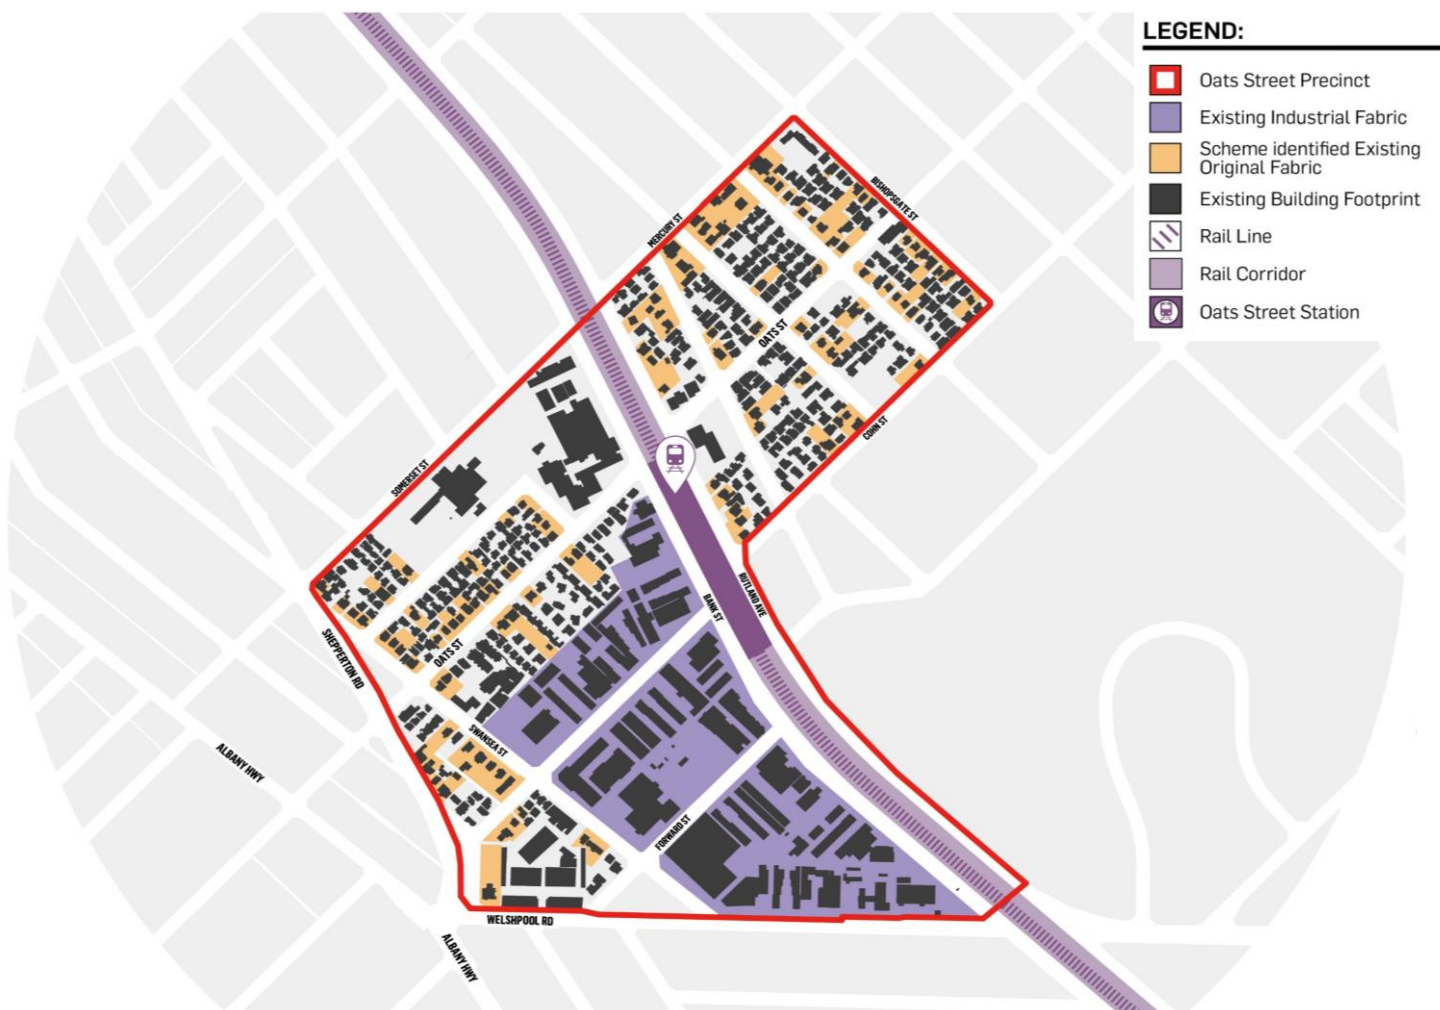 LEGEND:
Oats Street Precinct
Existing Industrial Fabric
Scheme identified Existing
Original Fabric
Existing Building Footprint
Rail Line
Rail Corridor
Oats Street Station
BISHOPSGATE ST
MERCURY ST
OATS ST
COHN ST
SOMERSET ST
RUTLAND AVE
BANK ST
SHEPPERTON RD
OATS ST
SWANSEA ST
ALBANY HWY
FORWARD ST
WELSHPOOL RD
ALBANY HWY